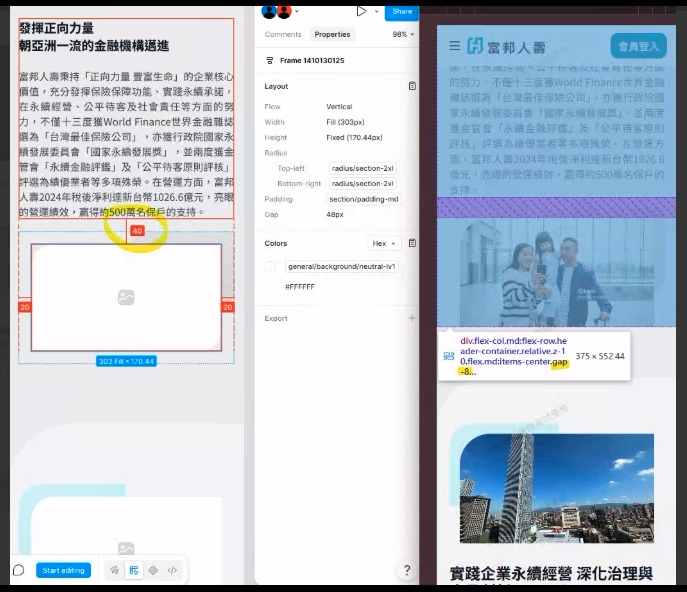 發揮正向力量
朝亞洲一流的金融機構邁進
富邦人壽秉持「正向力量 豐富生命」的企業核心
價值，充分發揮保險保障功能、實踐永續承諾，
在永續經營、公平待客及社會責任等方面的努
力，不僅十三度獲World Finance世界金融雜誌
選為「台灣最佳保險公司」，亦獲行政院國家永
續發展委員會「國家永續發展獎」，並兩度獲金
管會「永續金融評鑑」及「公平待客原則評核」
評選為績優業者等多項殊榮。在營運方面，富邦
人壽2024年稅後淨利達新台幣1026.6億元，亮眼
的營運績效，贏得約500萬名保戶的支持。
40
20
20
303 Fill × 170.44
Start editing
Share
Comments
Properties
98%
Frame 1410130125
Layout
Flow
Vertical
Width
Fill (303px)
Height
Fixed (170.44px)
Radius
Top-left
radius/section-2xl
Bottom-right
radius/section-2xl
Padding
section/padding-md
Gap
48px
Colors
Hex
general/background/neutral-lv1
#FFFFFF
Export
?
富邦人壽
會員登入
的努力，不僅十三度獲World Finance世界金融
雜誌選為「台灣最佳保險公司」，亦獲行政院國
家永續發展委員會「國家永續發展獎」，並兩度
獲金管會「永續金融評鑑」及「公平待客原則
評核」評選為績優業者等多項殊榮。在營運方
面，富邦人壽2024年稅後淨利達新台幣1026.6
億元，亮眼的營運績效，贏得約500萬名保戶的
支持。
div.flex-col.md:flex-row.he
ader-container.relative.z-1
0.flex.md:items-center.gap
-8...
375 × 552.44
實踐企業永續經營 深化治理與